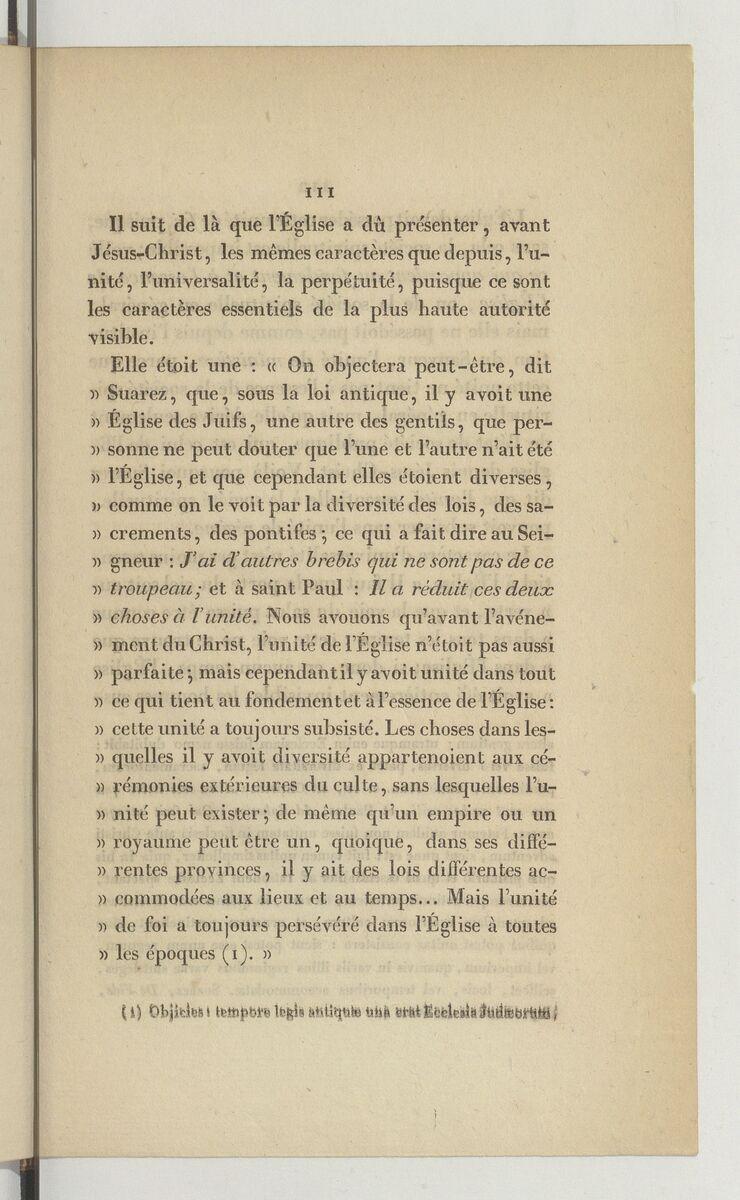 III
Il suit de là que l'Église a dû présenter, avant
Jésus-Christ, les mêmes caractères que depuis, l'u-
nité, l'universalité, la perpétuité, puisque ce sont
les caractères essentiels de la plus haute autorité
visible.
Elle étoit une : « On objectera peut-être, dit
» Suarez, que, sous la loi antique, il y avoit une
» Église des Juifs, une autre des gentils, que per-
» sonne ne peut douter que l'une et l'autre n'ait été
» l'Église, et que cependant elles étoient diverses,
» comme on le voit par la diversité des lois, des sa-
» crements, des pontifes; ce qui a fait dire au Sei-
» gneur : J'ai d'autres brebis qui ne sont pas de ce
» troupeau; et à saint Paul : Il a réduit ces deux
» choses à l'unité. Nous avouons qu'avant l'avéne-
» ment du Christ, l'unité de l'Église n'étoit pas aussi
» parfaite; mais cependant il y avoit unité dans tout
» ce qui tient au fondement et à l'essence de l'Église:
» cette unité a toujours subsisté. Les choses dans les-
» quelles il y avoit diversité appartenoient aux cé-
» rémonies extérieures du culte, sans lesquelles l'u-
» nité peut exister; de même qu'un empire ou un
» royaume peut être un, quoique, dans ses diffé-
» rentes provinces, il y ait des lois différentes ac-
» commodées aux lieux et au temps... Mais l'unité
» de foi a toujours persévéré dans l'Église à toutes
» les époques (1). »
(1) Objicies : tempore legis antiquæ una erat Ecclesia Judæorum,